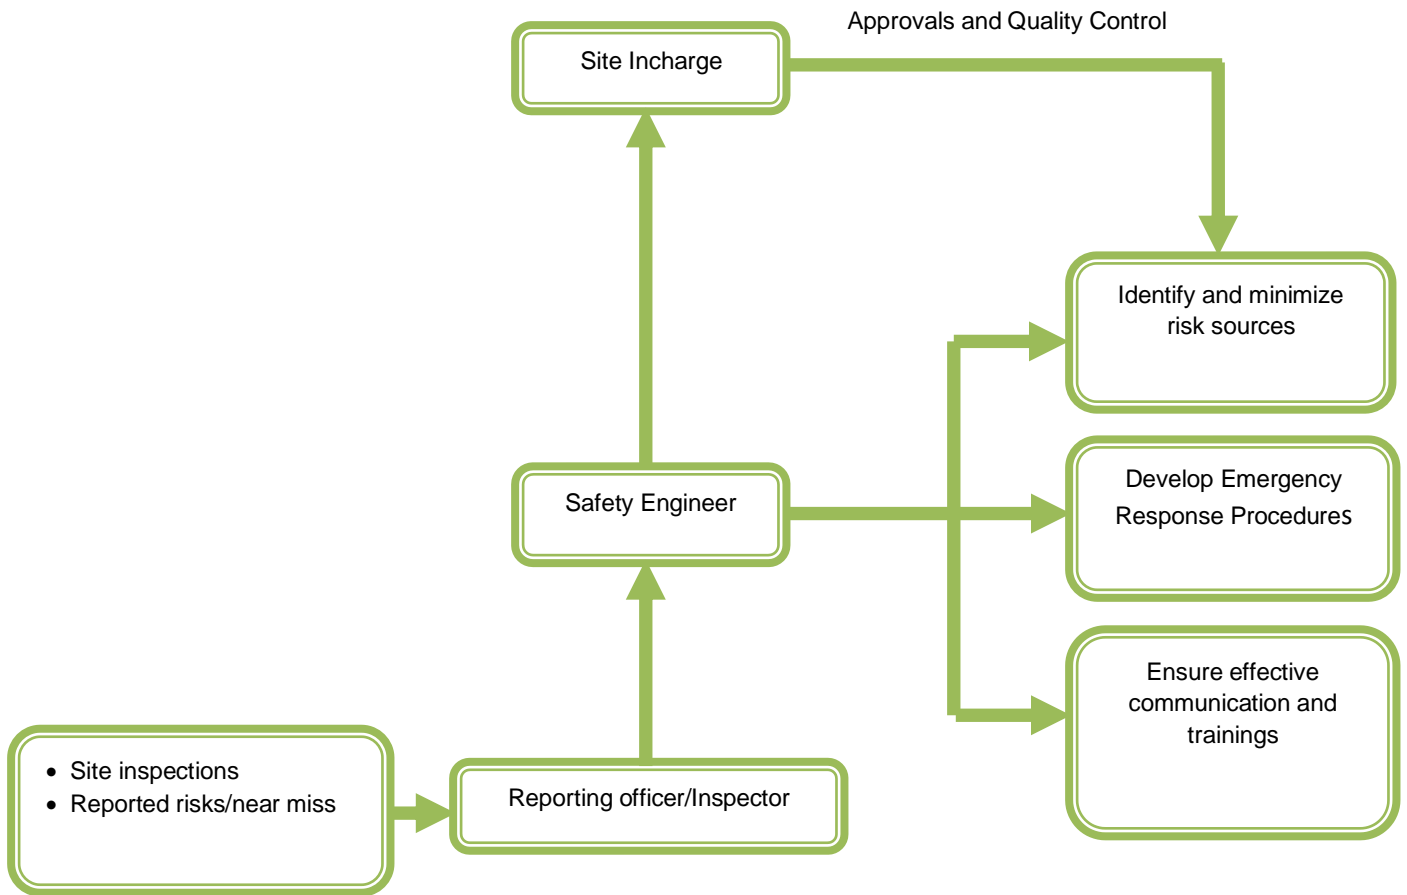 Approvals and Quality Control
Site Incharge
Identify and minimize
risk sources
Safety Engineer
Develop Emergency
Response Procedures
Ensure effective
communication and
trainings
• Site inspections
• Reported risks/near miss
Reporting officer/Inspector